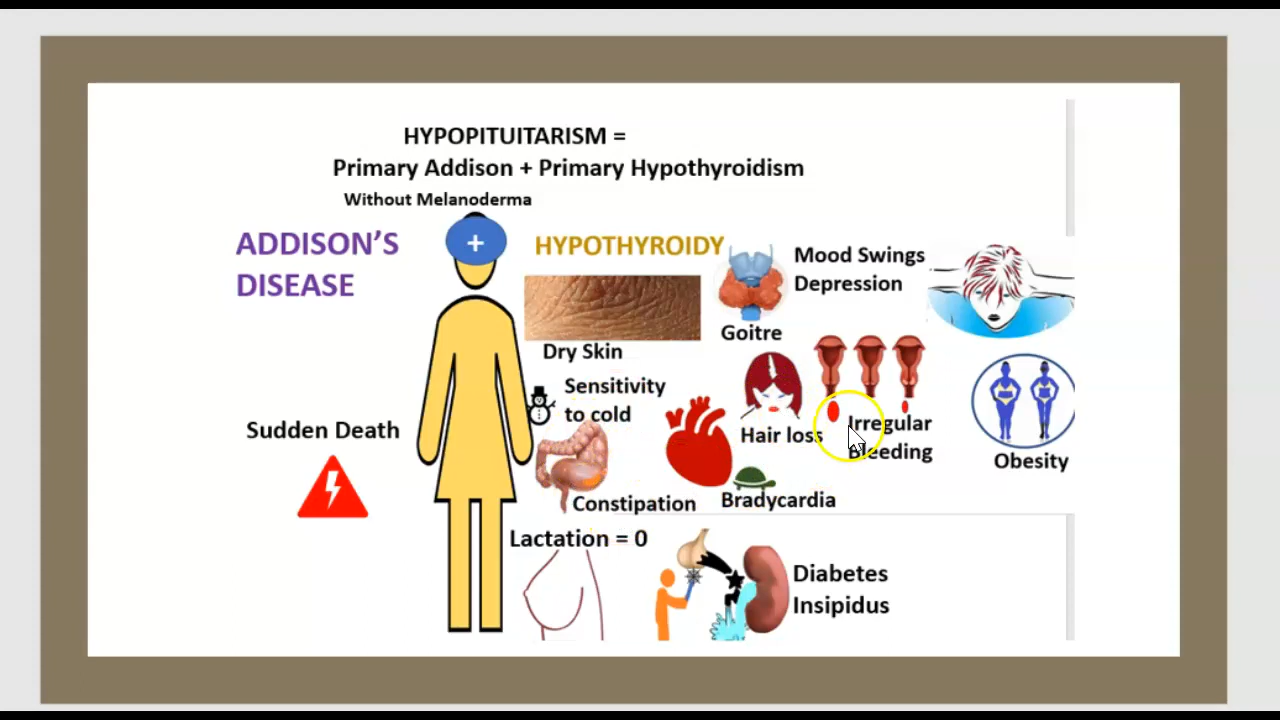 HYPOPITUITARISM =
Primary Addison + Primary Hypothyroidism
Without Melanoderma
ADDISON'S
DISEASE
+
HYPOTHYROIDY
Mood Swings
Depression
Goitre
Dry Skin
Sensitivity
to cold
Hair loss
Irregular
Bleeding
Obesity
Sudden Death
Constipation
Bradycardia
Lactation = 0
Diabetes
Insipidus